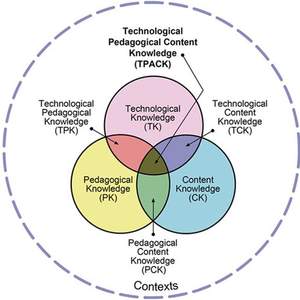 Technological
Pedagogical Content
Knowledge
(TPACK)
Technological
Pedagogical
Knowledge
(TPK)
Technological
Knowledge
(TK)
Technological
Content
Knowledge
(TCK)
Pedagogical
Knowledge
(PK)
Content
Knowledge
(CK)
Pedagogical
Content
Knowledge
(PCK)
Contexts